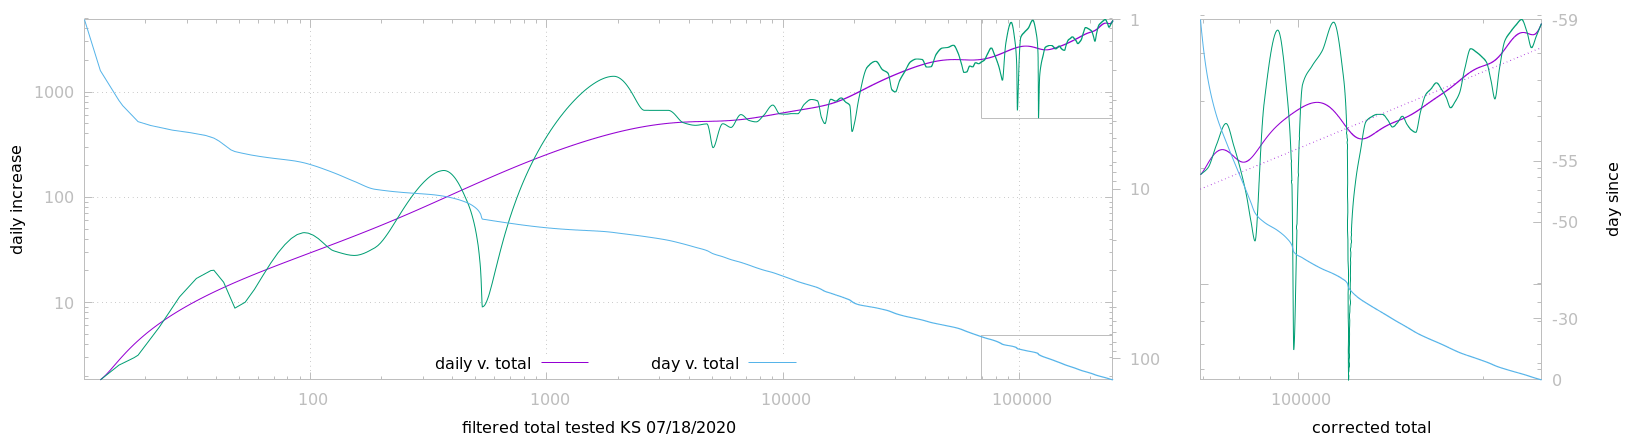 daily increase
1000
100
10
100
1000
10000
100000
filtered total tested KS 07/18/2020
daily v. total
day v. total
1
10
100
100000
corrected total
-59
-55
-50
-30
0
day since